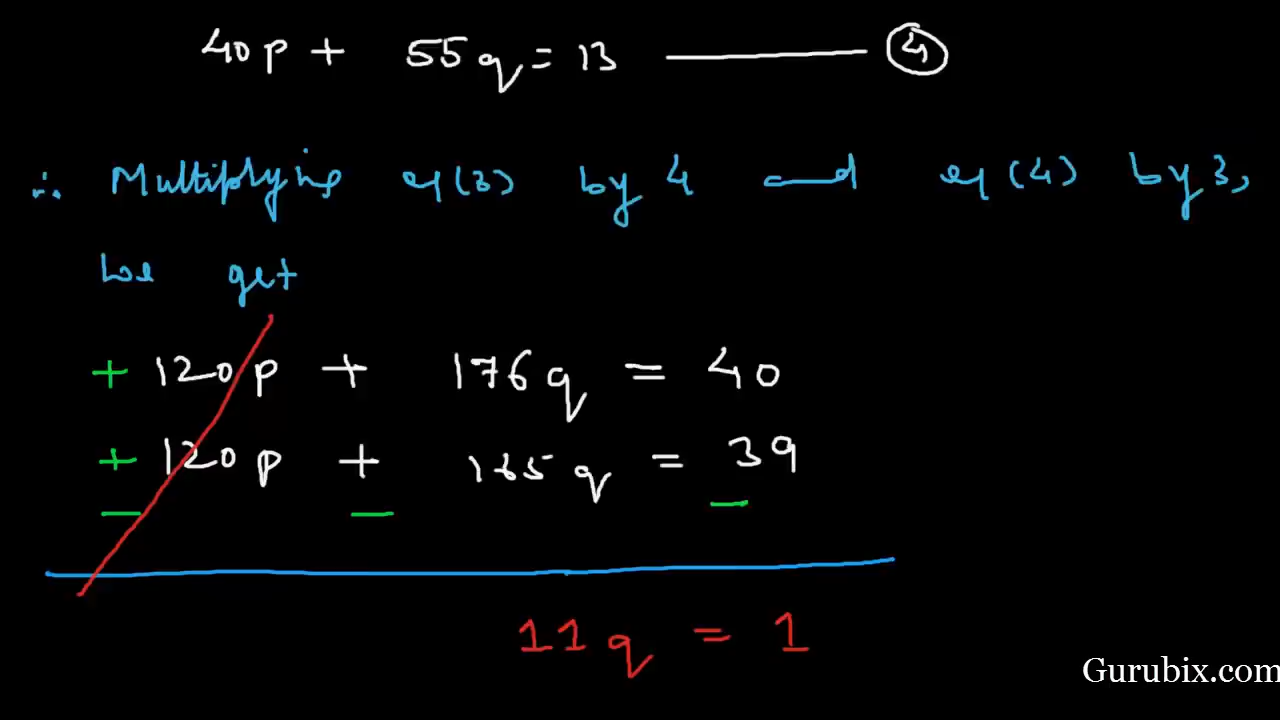 40p + 55q = 13 ——— ④
∴ Multiplying eq(3) by 4 and eq(4) by 3,
we get
+ 120p + 176q = 40
+ 120p + 165q = 39
— — —
11q = 1
Gurubix.com